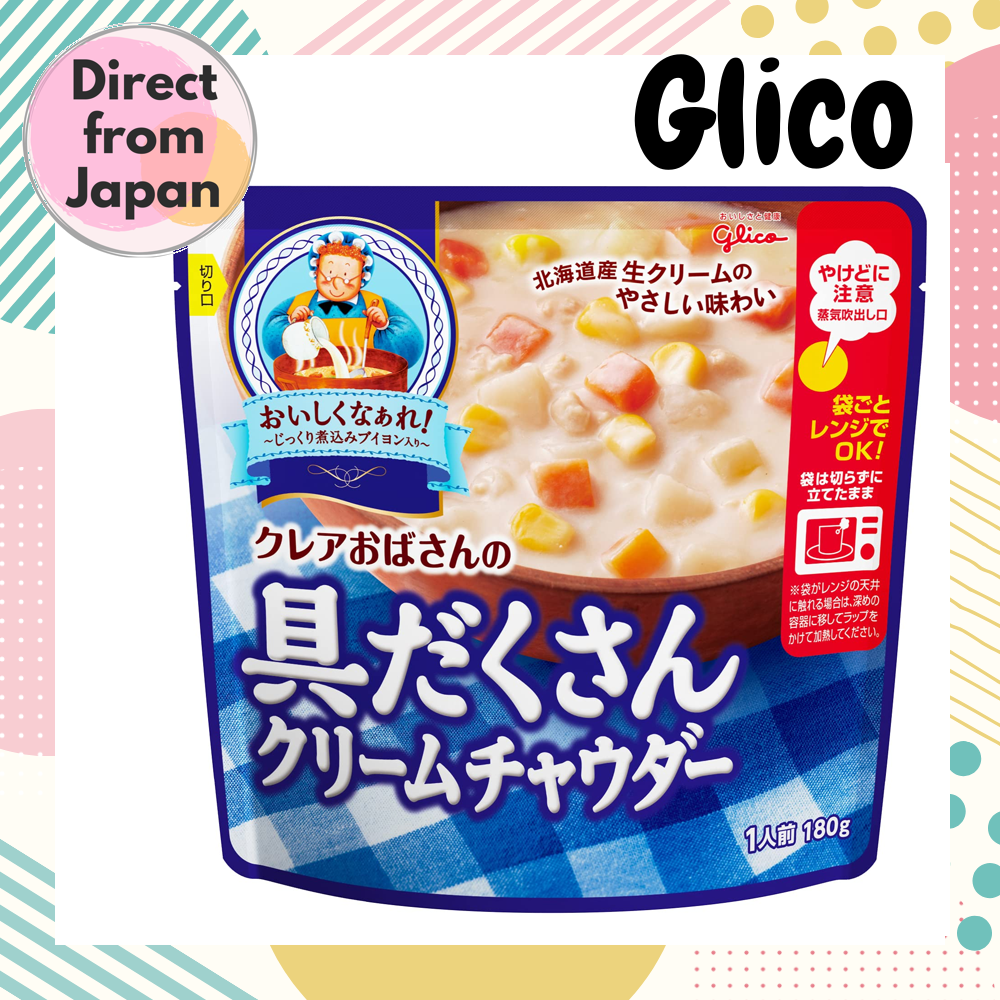 Direct
from
Japan
Glico
切り口
おいしさと健康
glico
北海道産 生クリームの
やさしい味わい
やけどに
注意
蒸気吹出し口
袋ごと
レンジで
OK!
袋は切らずに
立てたまま
※袋がレンジの天井
に触れる場合は、深めの
容器に移してラップを
かけて加熱してください。
おいしくなぁれ!
~じっくり煮込みブイヨン入り~
クレアおばさんの
具だくさん
クリームチャウダー
1人前 180g